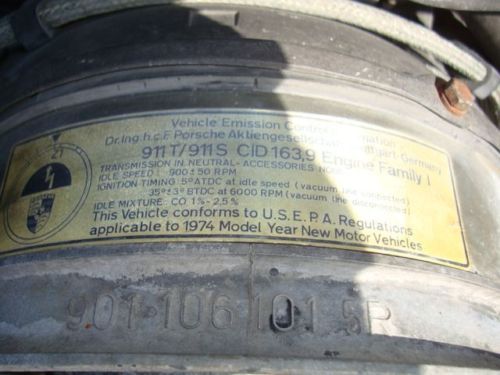 Vehicle Emission Control
Dr.Ing.h.c.F. Porsche Aktiengesellschaft Stuttgart-Germany
911T/911S CID 163,9 Engine Family 1
TRANSMISSION IN NEUTRAL-ACCESSORIES NONE
IDLE SPEED : 900±50 RPM
IGNITION TIMING: 5° ATDC at idle speed (vacuum line connected)
35°±3° BTDC at 6000 RPM (vacuum line disconnected)
IDLE MIXTURE: CO 1%-2,5%
This Vehicle conforms to U.S.E.P.A. Regulations
applicable to 1974 Model Year New Motor Vehicles
21
901 106 101 5R